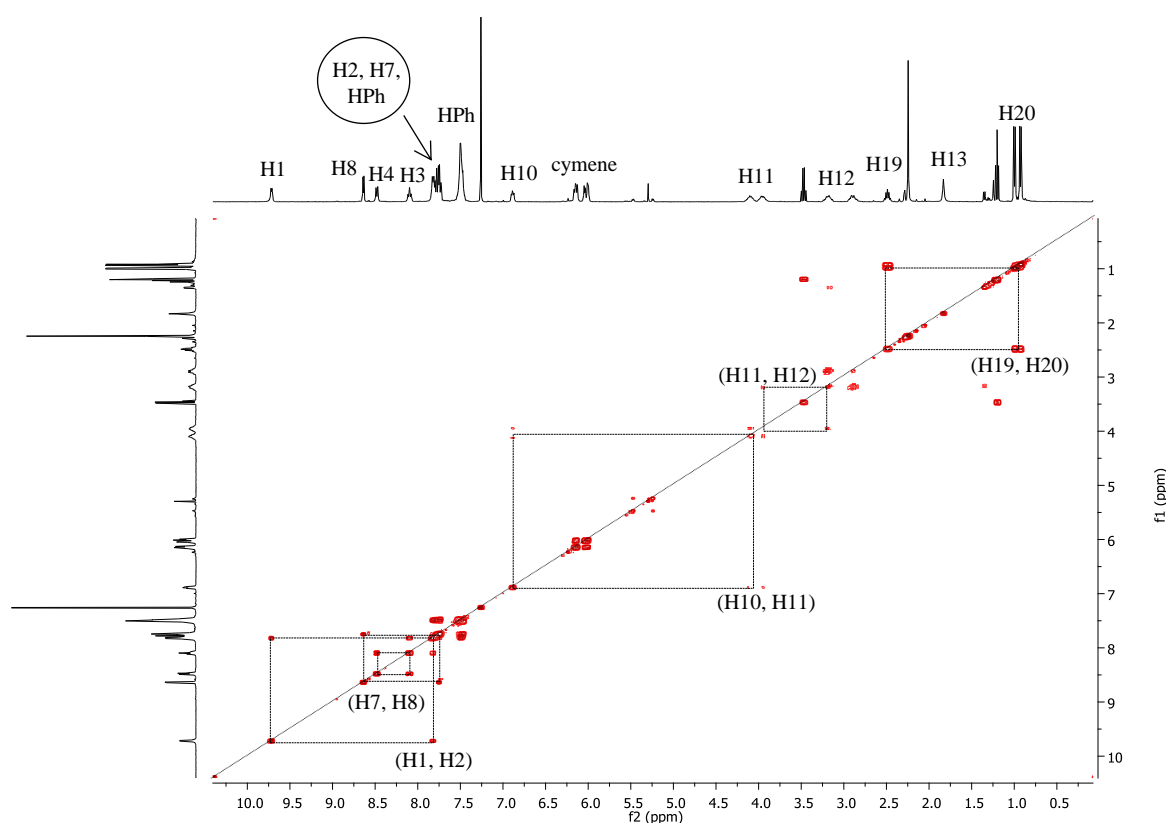 H2, H7,
HPh
HPh
H20
H1
H8
H4
H3
H10
cymene
H11
H12
H19
H13
1
2
3
4
5
6
7
8
9
10
(H19, H20)
(H11, H12)
(H10, H11)
(H7, H8)
(H1, H2)
f1 (ppm)
10.0 9.5 9.0 8.5 8.0 7.5 7.0 6.5 6.0 5.5 5.0 4.5 4.0 3.5 3.0 2.5 2.0 1.5 1.0 0.5
f2 (ppm)